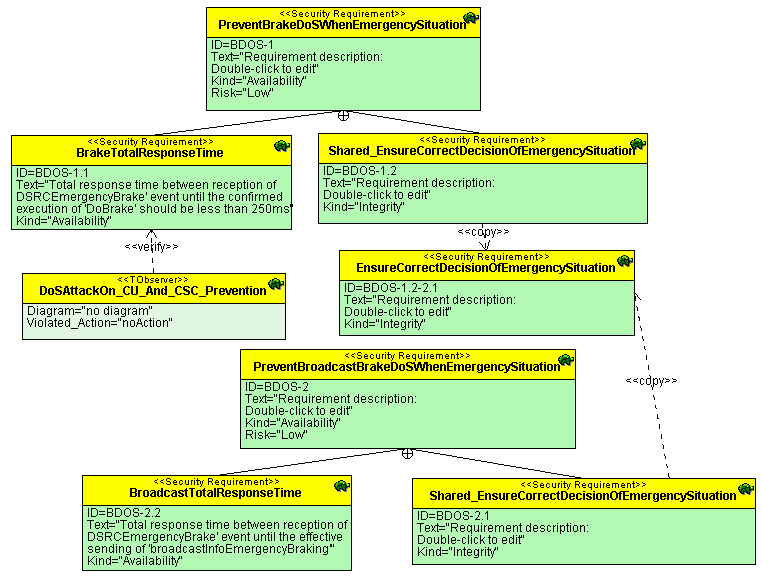 <<Security Requirement>>
PreventBrakeDoSWhenEmergencySituation
ID=BDOS-1
Text="Requirement description:
Double-click to edit"
Kind="Availability"
Risk="Low"
<<Security Requirement>>
BrakeTotalResponseTime
ID=BDOS-1.1
Text="Total response time between reception of
DSRCEmergencyBrake' event until the confirmed
execution of 'DoBrake' should be less than 250ms"
Kind="Availability"
<<Security Requirement>>
Shared_EnsureCorrectDecisionOfEmergencySituation
ID=BDOS-1.2
Text="Requirement description:
Double-click to edit"
Kind="Integrity"
<<verify>>
<<copy>>
<<TObserver>>
DoSAttackOn_CU_And_CSC_Prevention
Diagram="no diagram"
Violated_Action="noAction"
<<Security Requirement>>
EnsureCorrectDecisionOfEmergencySituation
ID=BDOS-1.2-2.1
Text="Requirement description:
Double-click to edit"
Kind="Integrity"
<<Security Requirement>>
PreventBroadcastBrakeDoSWhenEmergencySituation
ID=BDOS-2
Text="Requirement description:
Double-click to edit"
Kind="Availability"
Risk="Low"
<<copy>>
<<Security Requirement>>
BroadcastTotalResponseTime
ID=BDOS-2.2
Text="Total response time between reception of
DSRCEmergencyBrake' event until the effective
sending of 'broadcastInfoEmergencyBraking'"
Kind="Availability"
<<Security Requirement>>
Shared_EnsureCorrectDecisionOfEmergencySituation
ID=BDOS-2.1
Text="Requirement description:
Double-click to edit"
Kind="Integrity"